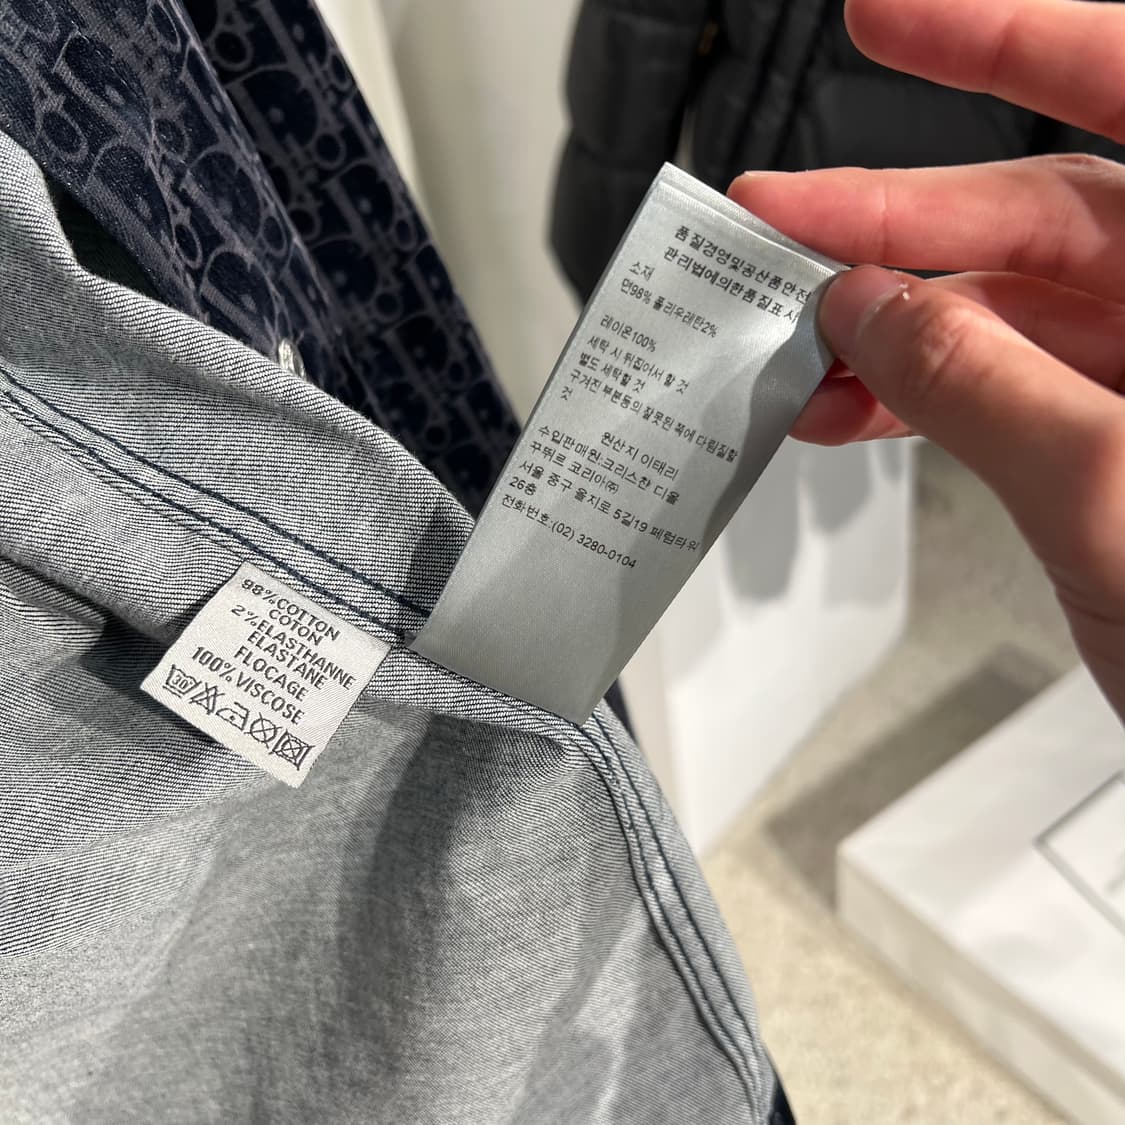 품질경영및공산품안전
관리법에의한품질표시
소재
면98% 폴리우레탄2%
레이온100%
세탁 시 뒤집어서 할 것
별도 세탁할 것
구겨진 부분등의 잘못된 쪽에 다림질할
것
원산지 이태리
수입판매원:크리스찬 디올
꾸뛰르 코리아㈜
서울 중구 을지로 5길19 페럼타워
26층
전화번호:(02) 3280-0104
98%COTTON
COTON
2%ELASTHANNE
ELASTANE
FLOCAGE
100% VISCOSE
30